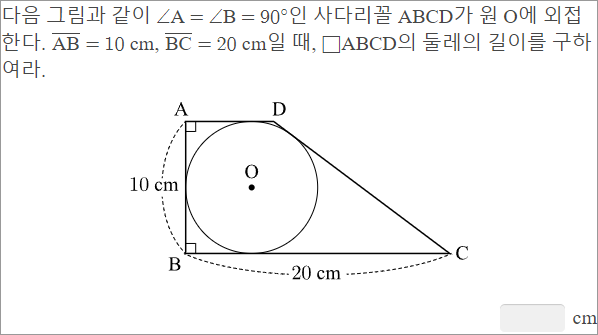 다음 그림과 같이 ∠A = ∠B = 90°인 사다리꼴 ABCD가 원 O에 외접
한다. AB = 10 cm, BC = 20 cm일 때, □ABCD의 둘레의 길이를 구하
여라.
A D
O
10 cm
B C
20 cm
cm